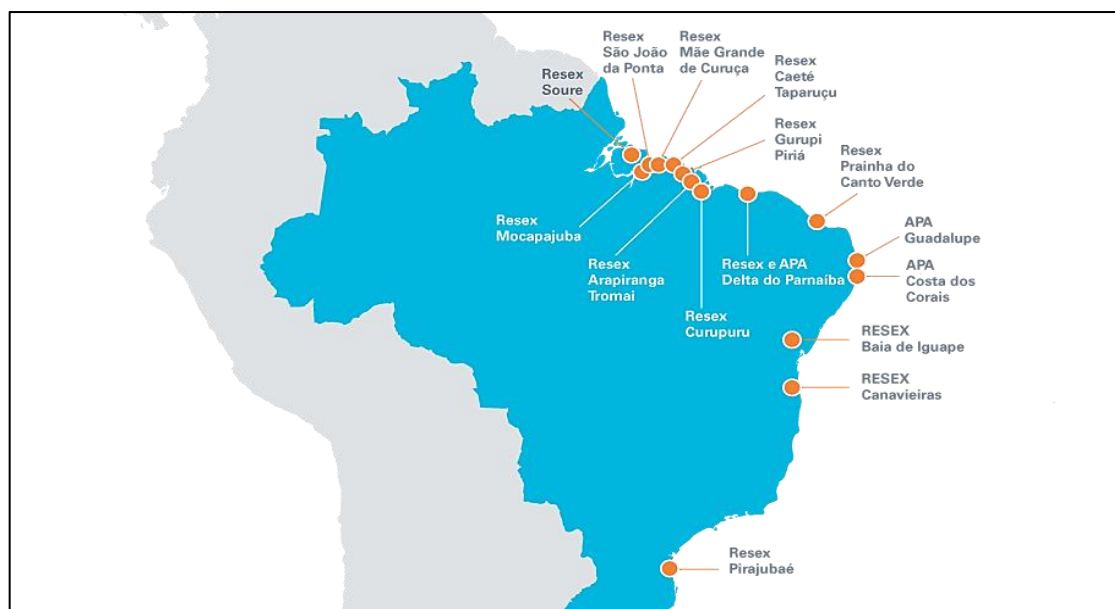 Resex
São João
da Ponta
Resex
Mãe Grande
de Curuça
Resex
Caeté
Taparuçu
Resex
Soure
Resex
Gurupi
Piriá
Resex
Prainha do
Canto Verde
Resex
Mocapajuba
APA
Guadalupe
Resex
Arapiranga
Tromai
Resex e APA
Delta do Parnaíba
APA
Costa dos
Corais
Resex
Curupuru
RESEX
Baia de Iguape
RESEX
Canavieiras
Resex
Pirajubaé